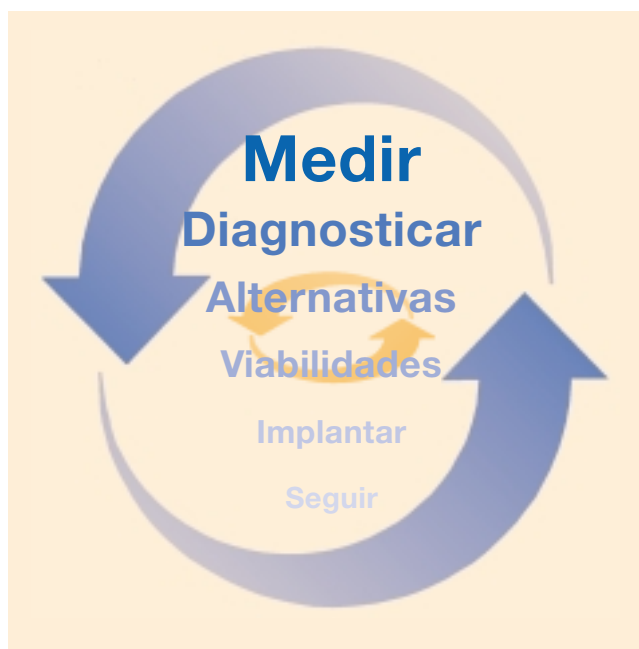 Medir
Diagnosticar
Alternativas
Viabilidades
Implantar
Seguir